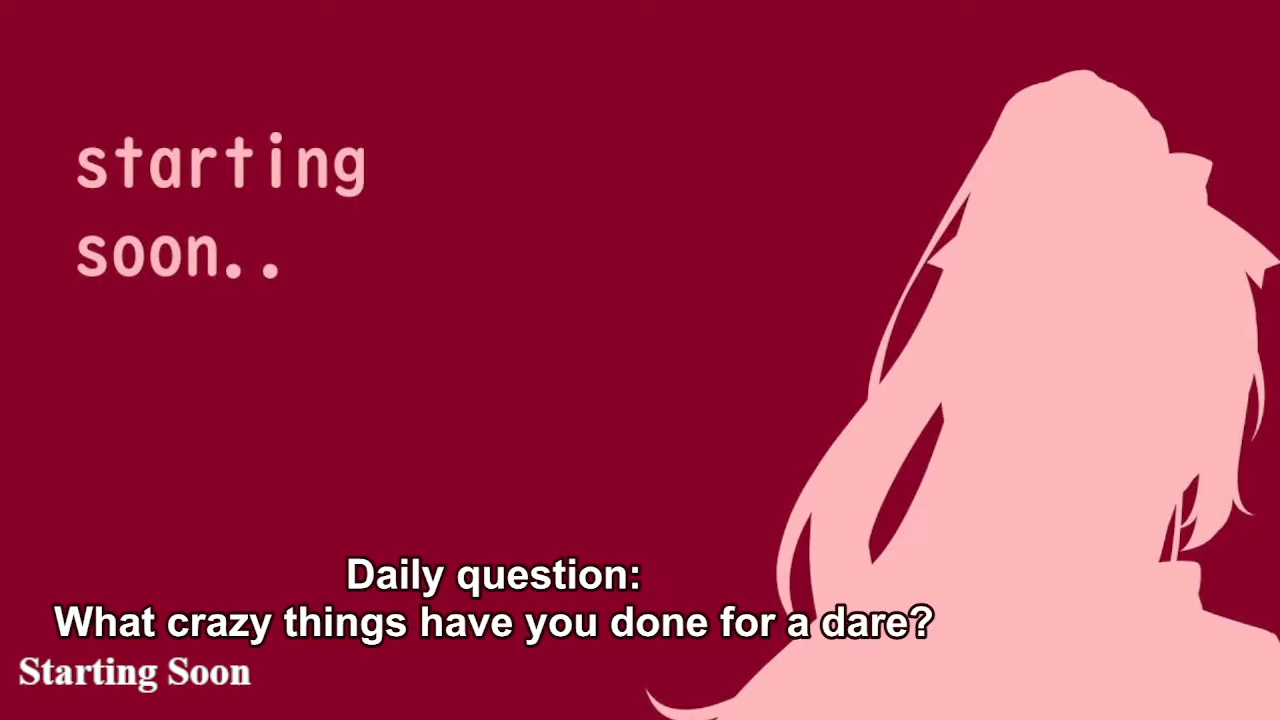 starting
soon..
Daily question:
What crazy things have you done for a dare?
Starting Soon